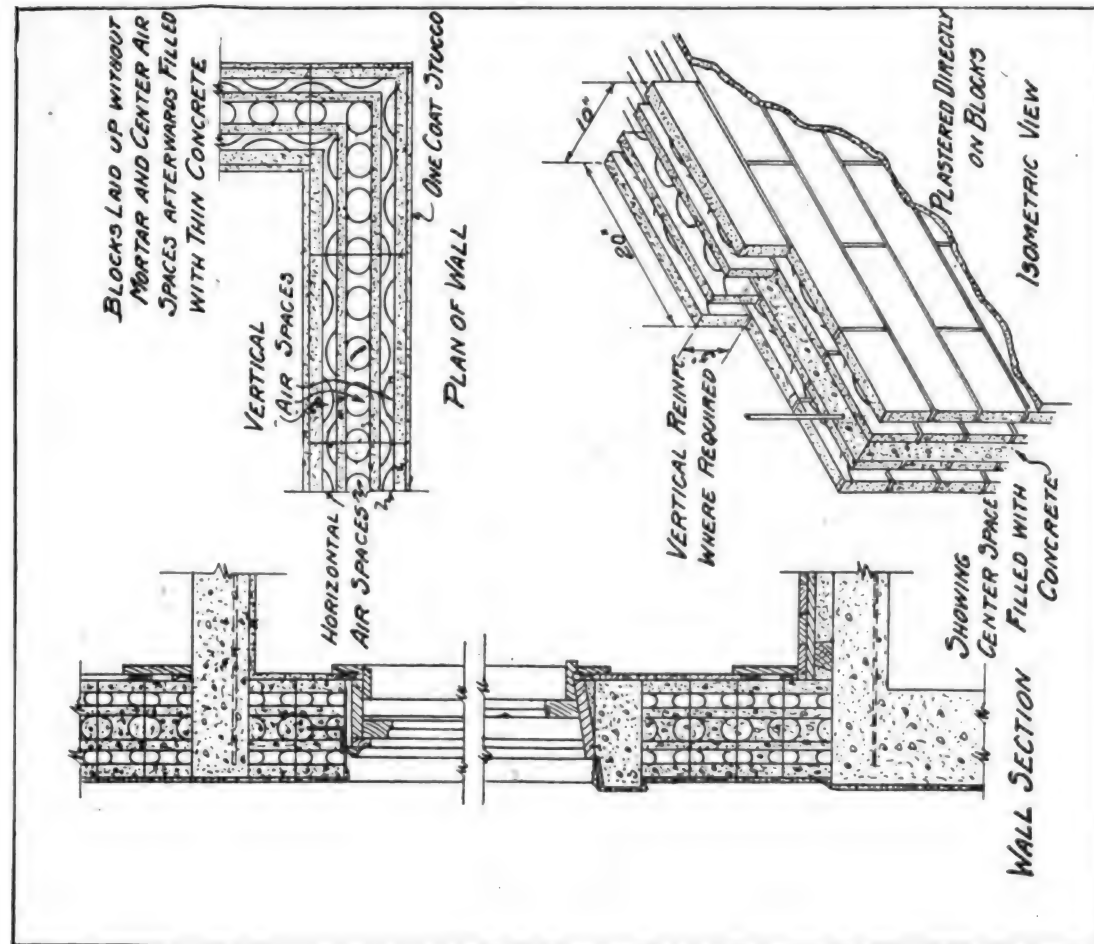 BLOCKS LAID UP WITHOUT
MORTAR AND CENTER AIR
SPACES AFTERWARDS FILLED
WITH THIN CONCRETE
VERTICAL
AIR SPACES
HORIZONTAL
AIR SPACES
ONE COAT STUCCO
PLAN OF WALL
10"
20"
VERTICAL REINFT.
WHERE REQUIRED
PLASTERED DIRECTLY
ON BLOCKS
ISOMETRIC VIEW
SHOWING
CENTER SPACE
FILLED WITH
CONCRETE
WALL SECTION